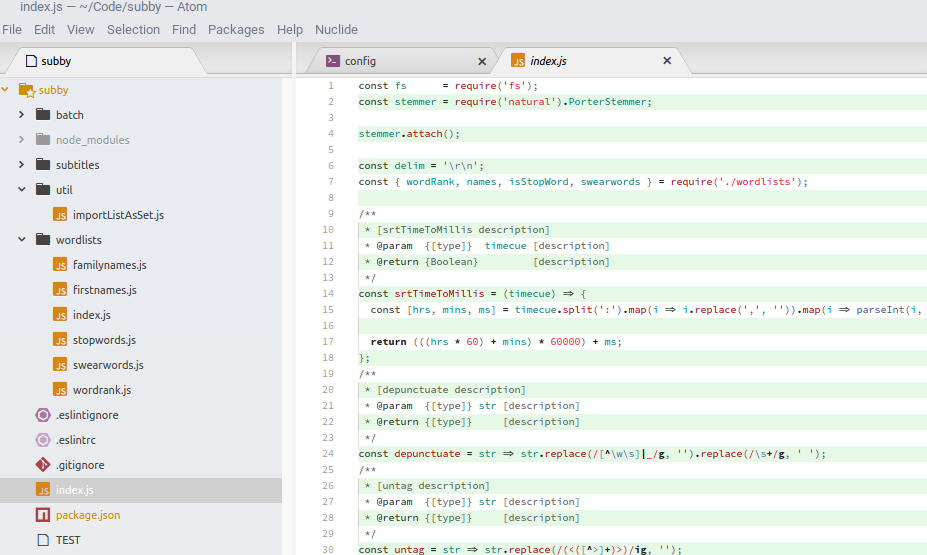 index.js — ~/Code/subby — Atom
File Edit View Selection Find Packages Help Nuclide
subby
config
index.js
subby
batch
node_modules
subtitles
util
importListAsSet.js
wordlists
familynames.js
firstnames.js
index.js
stopwords.js
swearwords.js
wordrank.js
.eslintignore
.eslintrc
.gitignore
index.js
package.json
TEST
1 const fs      = require('fs');
2 const stemmer = require('natural').PorterStemmer;
3
4 stemmer.attach();
5
6 const delim = '\r\n';
7 const { wordRank, names, isStopWord, swearwords } = require('./wordlists');
8
9 /**
10  * [srtTimeToMillis description]
11  * @param  {[type]}  timecue [description]
12  * @return {Boolean}         [description]
13  */
14 const srtTimeToMillis = (timecue) => {
15   const [hrs, mins, ms] = timecue.split(':').map(i => i.replace(',', '')).map(i => parseInt(i,
16
17   return (((hrs * 60) + mins) * 60000) + ms;
18 };
19 /**
20  * [depunctuate description]
21  * @param  {[type]} str [description]
22  * @return {[type]}     [description]
23  */
24 const depunctuate = str => str.replace(/[^\w\s]|_/g, '').replace(/\s+/g, ' ');
25 /**
26  * [untag description]
27  * @param  {[type]} str [description]
28  * @return {[type]}     [description]
29  */
30 const untag = str => str.replace(/(<([^>]+)>)/ig, '');